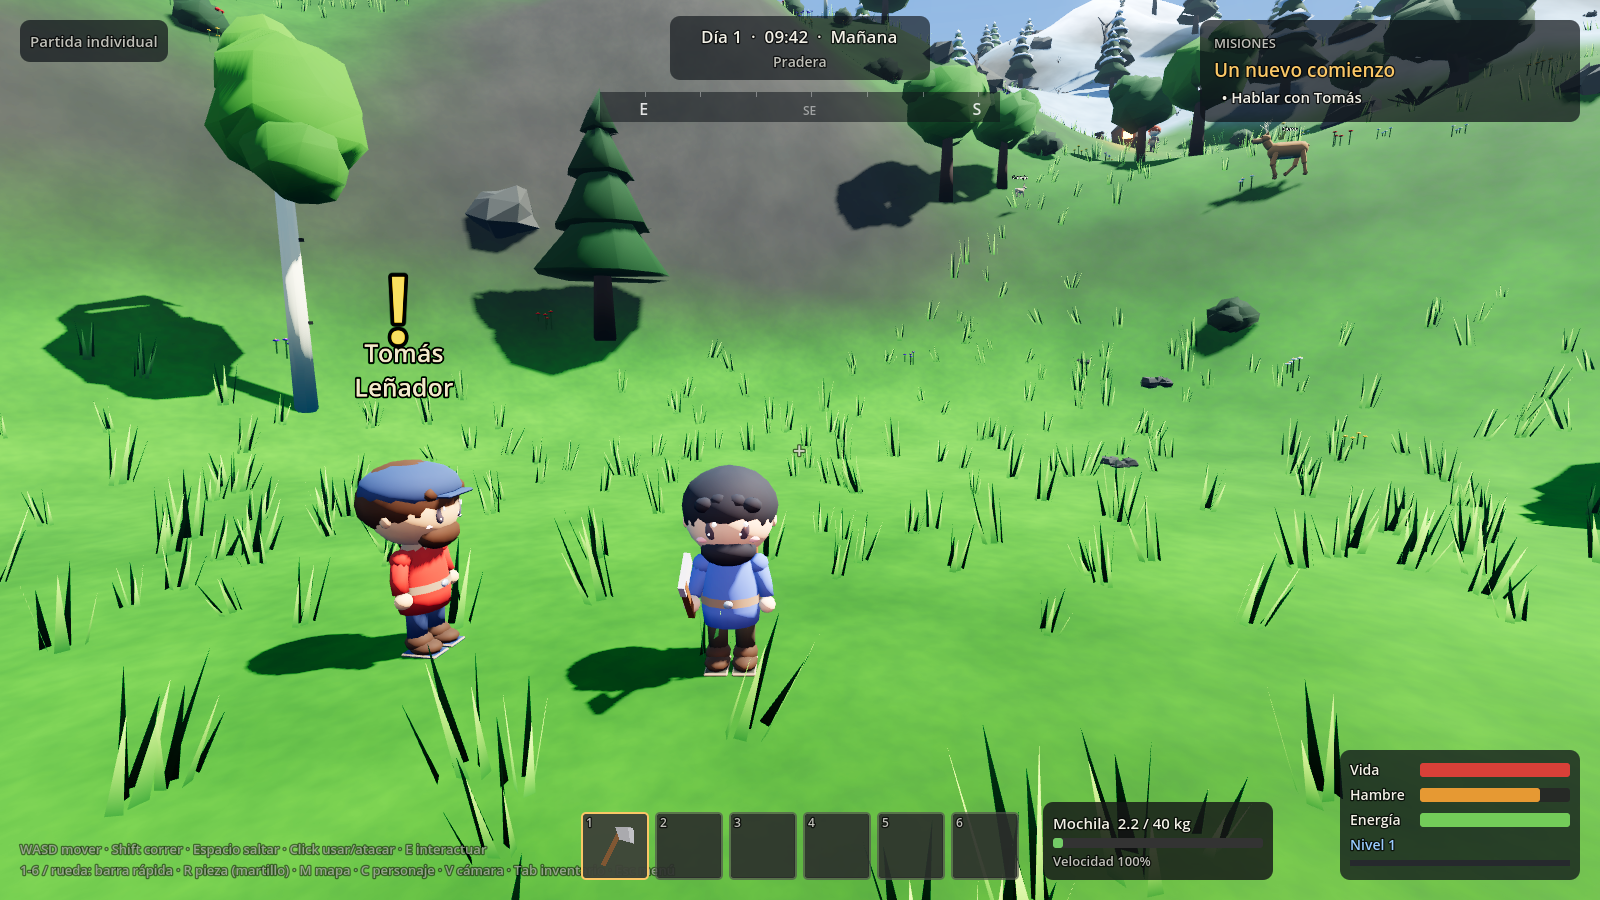 Partida individual
Día 1 · 09:42 · Mañana
Pradera
E SE S
MISIONES
Un nuevo comienzo
• Hablar con Tomás
!
Tomás
Leñador
WASD mover · Shift correr · Espacio saltar · Click usar/atacar · E interactuar
1-6 / rueda: barra rápida · R pieza (martillo) · M mapa · C personaje · V cámara · Tab
1 2 3 4 5 6
Mochila 2.2 / 40 kg
Velocidad 100%
Vida
Hambre
Energía
Nivel 1